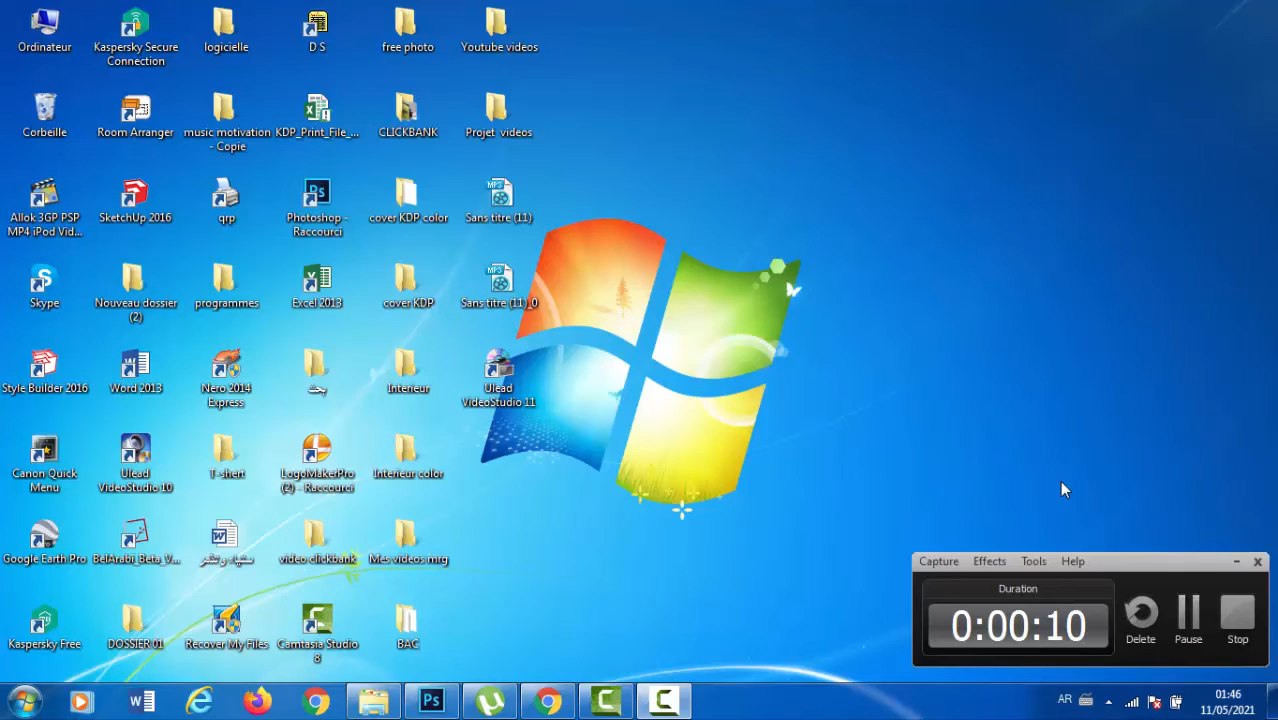 Ordinateur
Kaspersky Secure
Connection
logicielle
D S
free photo
Youtube videos
Corbeille
Room Arranger
music motivation
- Copie
KDP_Print_File_...
CLICKBANK
Projet videos
Allok 3GP PSP
MP4 iPod Vid...
SketchUp 2016
qrp
Ps
Photoshop -
Raccourci
cover KDP color
MP3
Sans titre (11)
Skype
Nouveau dossier
(2)
programmes
Excel 2013
cover KDP
MP3
Sans titre (11)_0
Style Builder 2016
Word 2013
Nero 2014
Express
بحث
Interieur
Ulead
VideoStudio 11
Canon Quick
Menu
Ulead
VideoStudio 10
T-shert
LogoMakerPro
(2) - Raccourci
Interieur color
Google Earth Pro
BelArabi_Beta_V...
video clickbank
Mes videos mrg
Kaspersky Free
DOSSIER 01
Recover My Files
Camtasia Studio
8
BAC
Capture Effects Tools Help
Duration
0:00:10
Delete
Pause
Stop
Ps
AR
01:46
11/05/2021